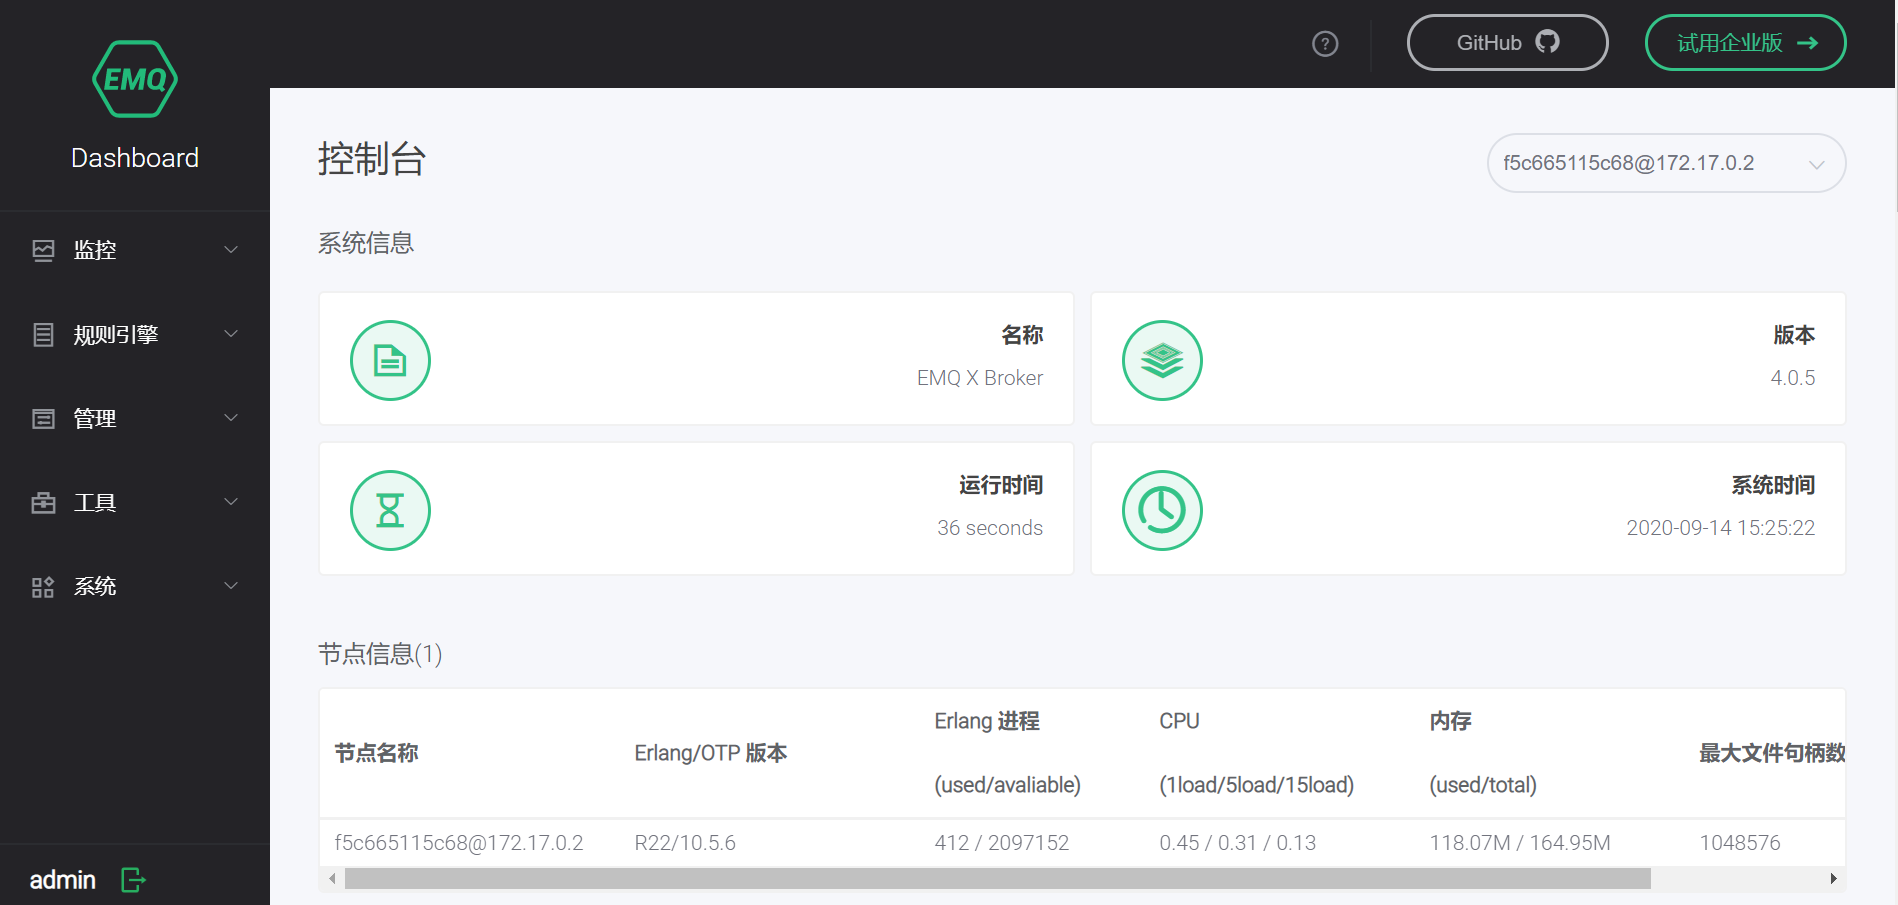 EMQ
Dashboard
监控
规则引擎
管理
工具
系统
admin
?
GitHub
试用企业版
控制台
f5c665115c68@172.17.0.2
系统信息
名称
EMQ X Broker
版本
4.0.5
运行时间
36 seconds
系统时间
2020-09-14 15:25:22
节点信息(1)
节点名称
Erlang/OTP 版本
Erlang 进程
(used/avaliable)
CPU
(1load/5load/15load)
内存
(used/total)
最大文件句柄数
f5c665115c68@172.17.0.2
R22/10.5.6
412 / 2097152
0.45 / 0.31 / 0.13
118.07M / 164.95M
1048576